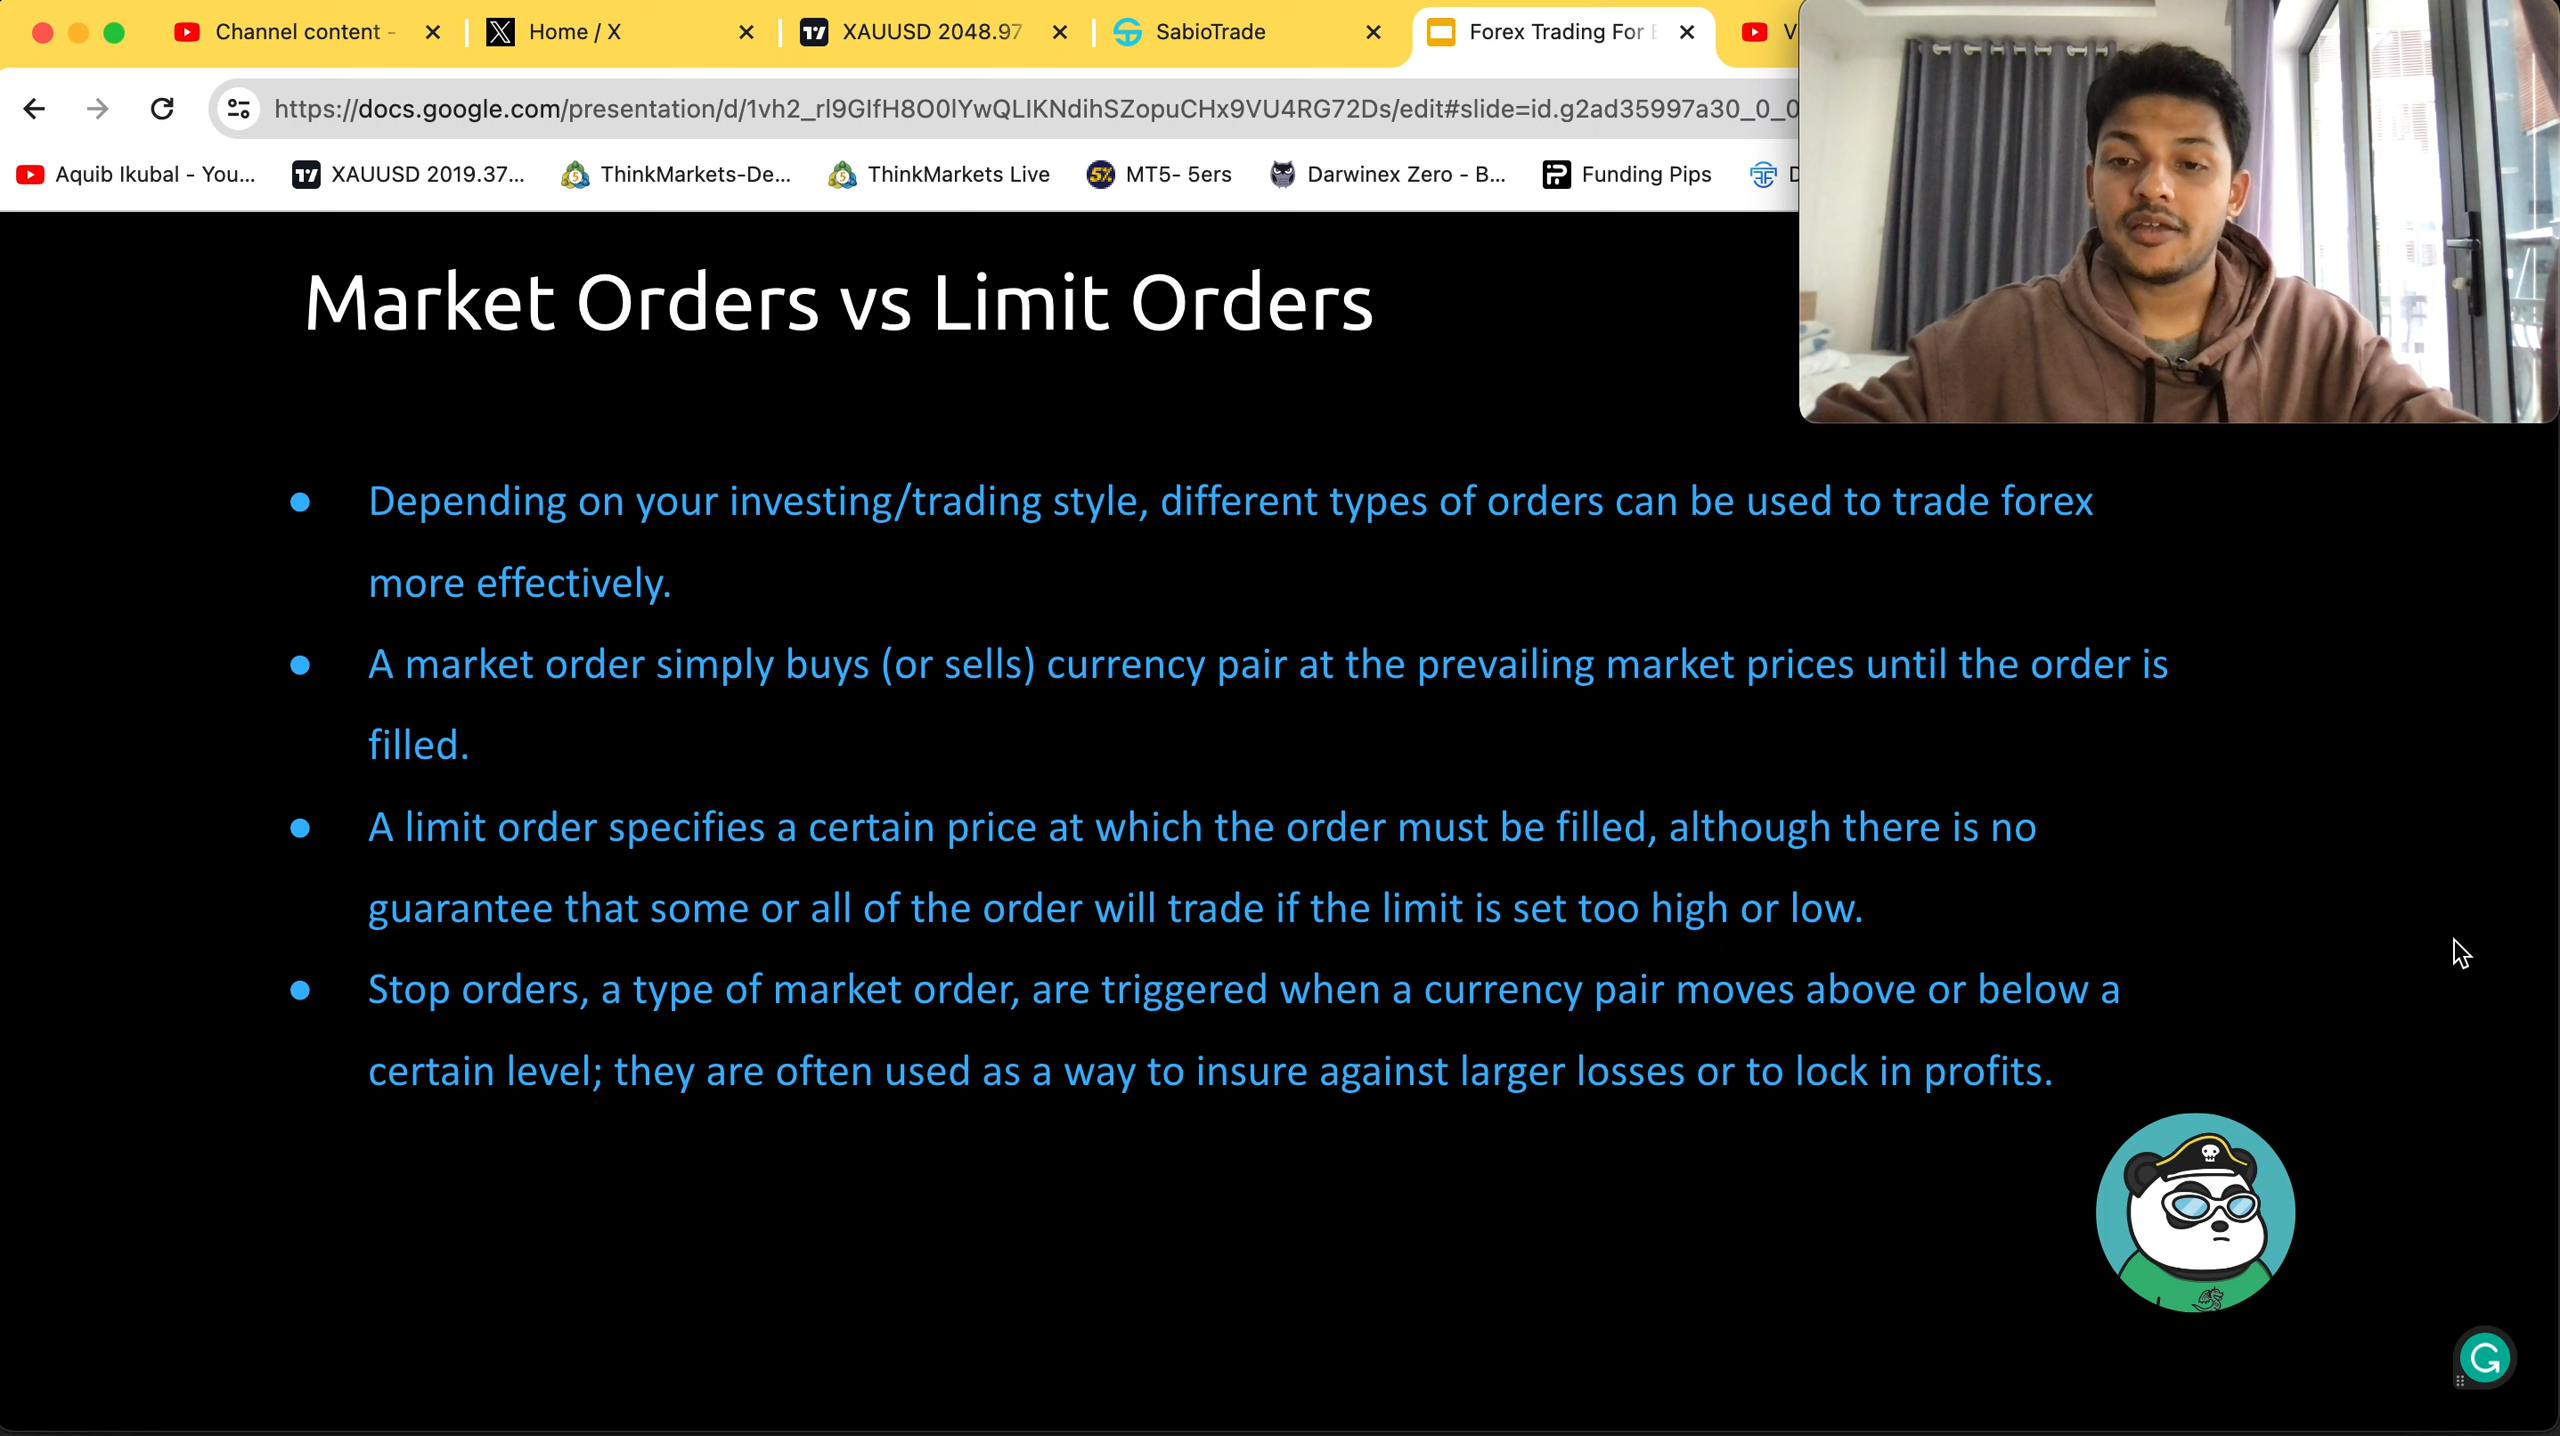 Channel content -
Home / X
XAUUSD 2048.97
SabioTrade
Forex Trading For
https://docs.google.com/presentation/d/1vh2_rl9GIfH8O0lYwQLIKNdihSZopuCHx9VU4RG72Ds/edit#slide=id.g2ad35997a30_0_0
Aquib Ikubal - You...
XAUUSD 2019.37...
ThinkMarkets-De...
ThinkMarkets Live
MT5- 5ers
Darwinex Zero - B...
Funding Pips
Market Orders vs Limit Orders
● Depending on your investing/trading style, different types of orders can be used to trade forex
more effectively.
● A market order simply buys (or sells) currency pair at the prevailing market prices until the order is
filled.
● A limit order specifies a certain price at which the order must be filled, although there is no
guarantee that some or all of the order will trade if the limit is set too high or low.
● Stop orders, a type of market order, are triggered when a currency pair moves above or below a
certain level; they are often used as a way to insure against larger losses or to lock in profits.